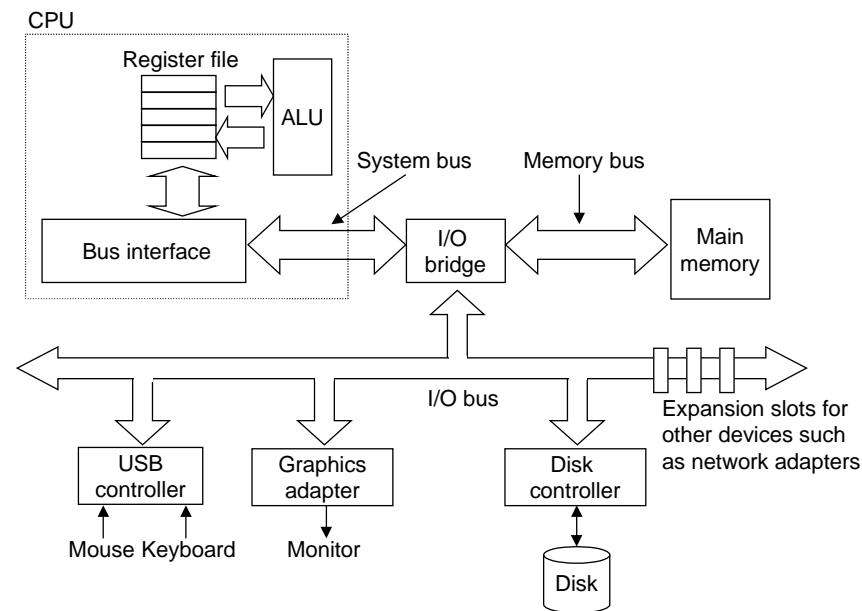 CPU
Register file
ALU
System bus
Memory bus
Bus interface
I/O
bridge
Main
memory
I/O bus
Expansion slots for
other devices such
as network adapters
USB
controller
Graphics
adapter
Disk
controller
Mouse Keyboard
Monitor
Disk